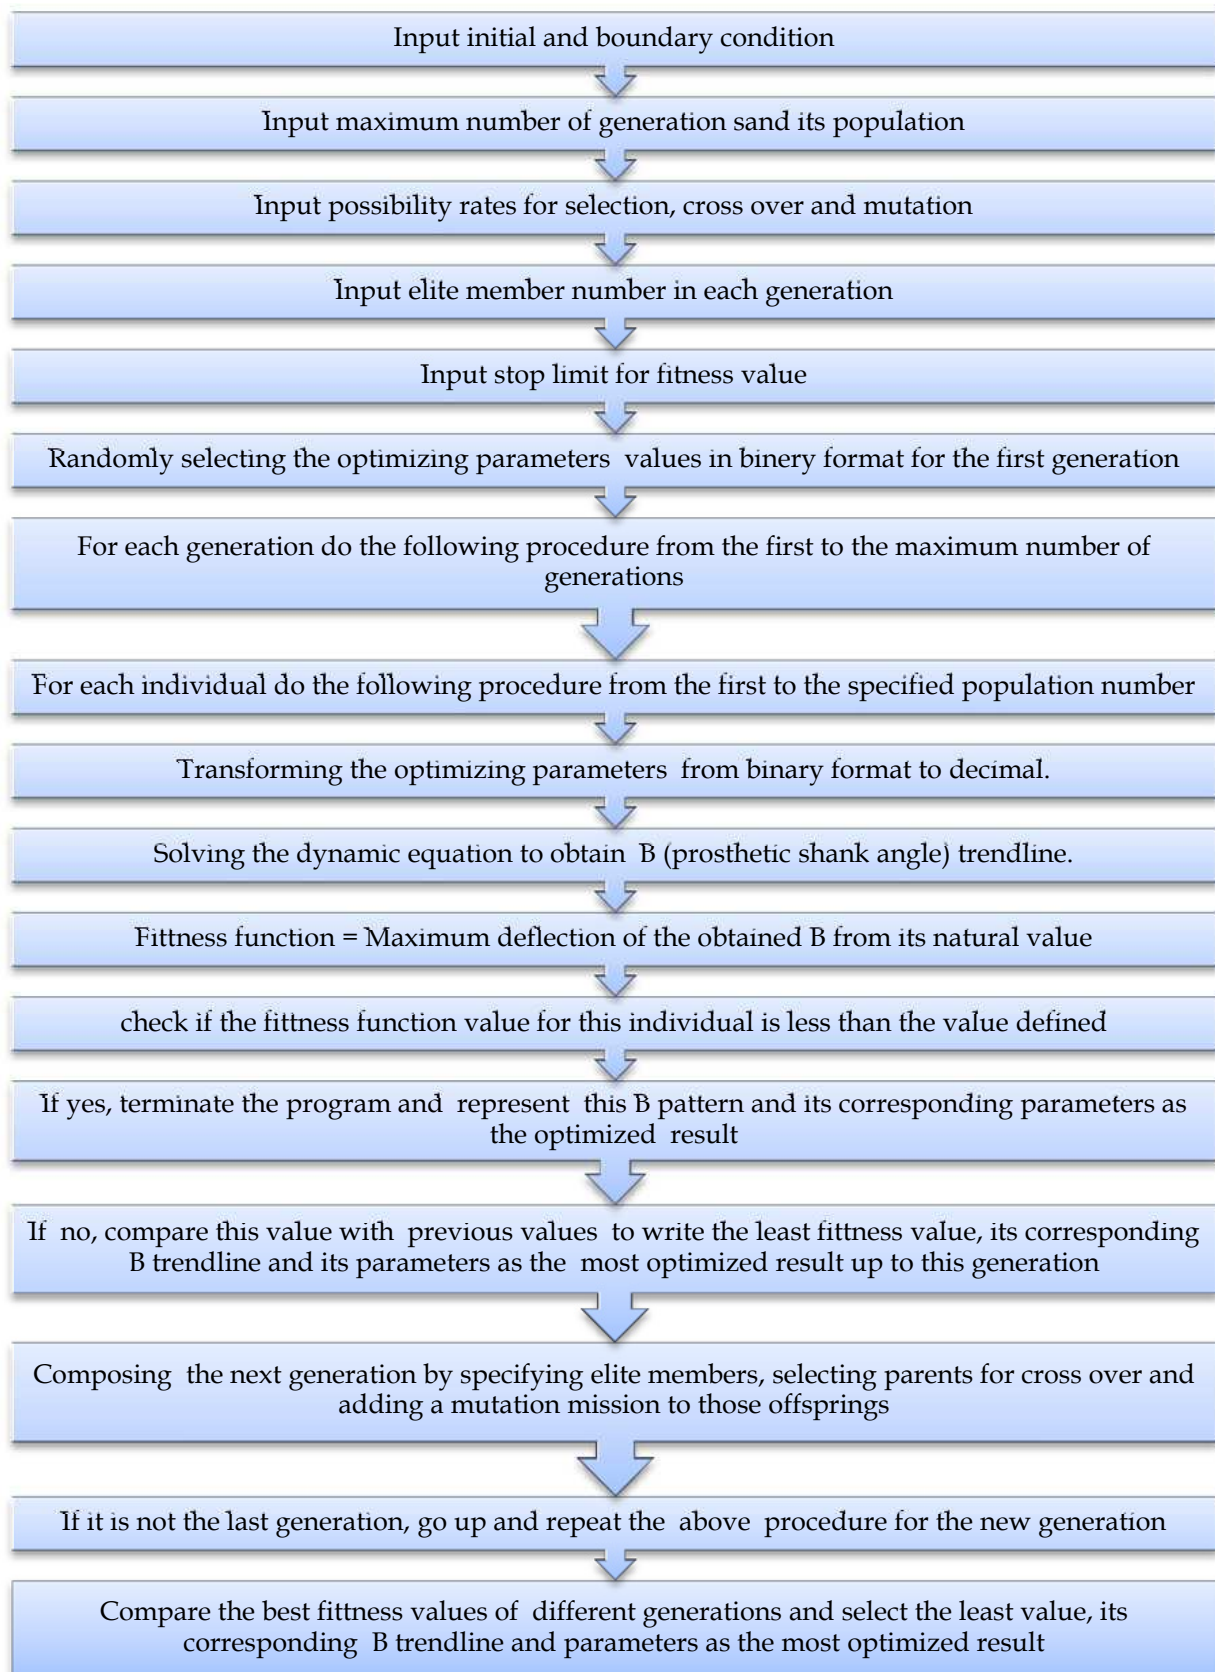 Input initial and boundary condition
Input maximum number of generation sand its population
Input possibility rates for selection, cross over and mutation
Input elite member number in each generation
Input stop limit for fitness value
Randomly selecting the optimizing parameters values in binery format for the first generation
For each generation do the following procedure from the first to the maximum number of
generations
For each individual do the following procedure from the first to the specified population number
Transforming the optimizing parameters from binary format to decimal.
Solving the dynamic equation to obtain B (prosthetic shank angle) trendline.
Fittness function = Maximum deflection of the obtained B from its natural value
check if the fittness function value for this individual is less than the value defined
If yes, terminate the program and represent this B pattern and its corresponding parameters as
the optimized result
If no, compare this value with previous values to write the least fittness value, its corresponding
B trendline and its parameters as the most optimized result up to this generation
Composing the next generation by specifying elite members, selecting parents for cross over and
adding a mutation mission to those offsprings
If it is not the last generation, go up and repeat the above procedure for the new generation
Compare the best fittness values of different generations and select the least value, its
corresponding B trendline and parameters as the most optimized result